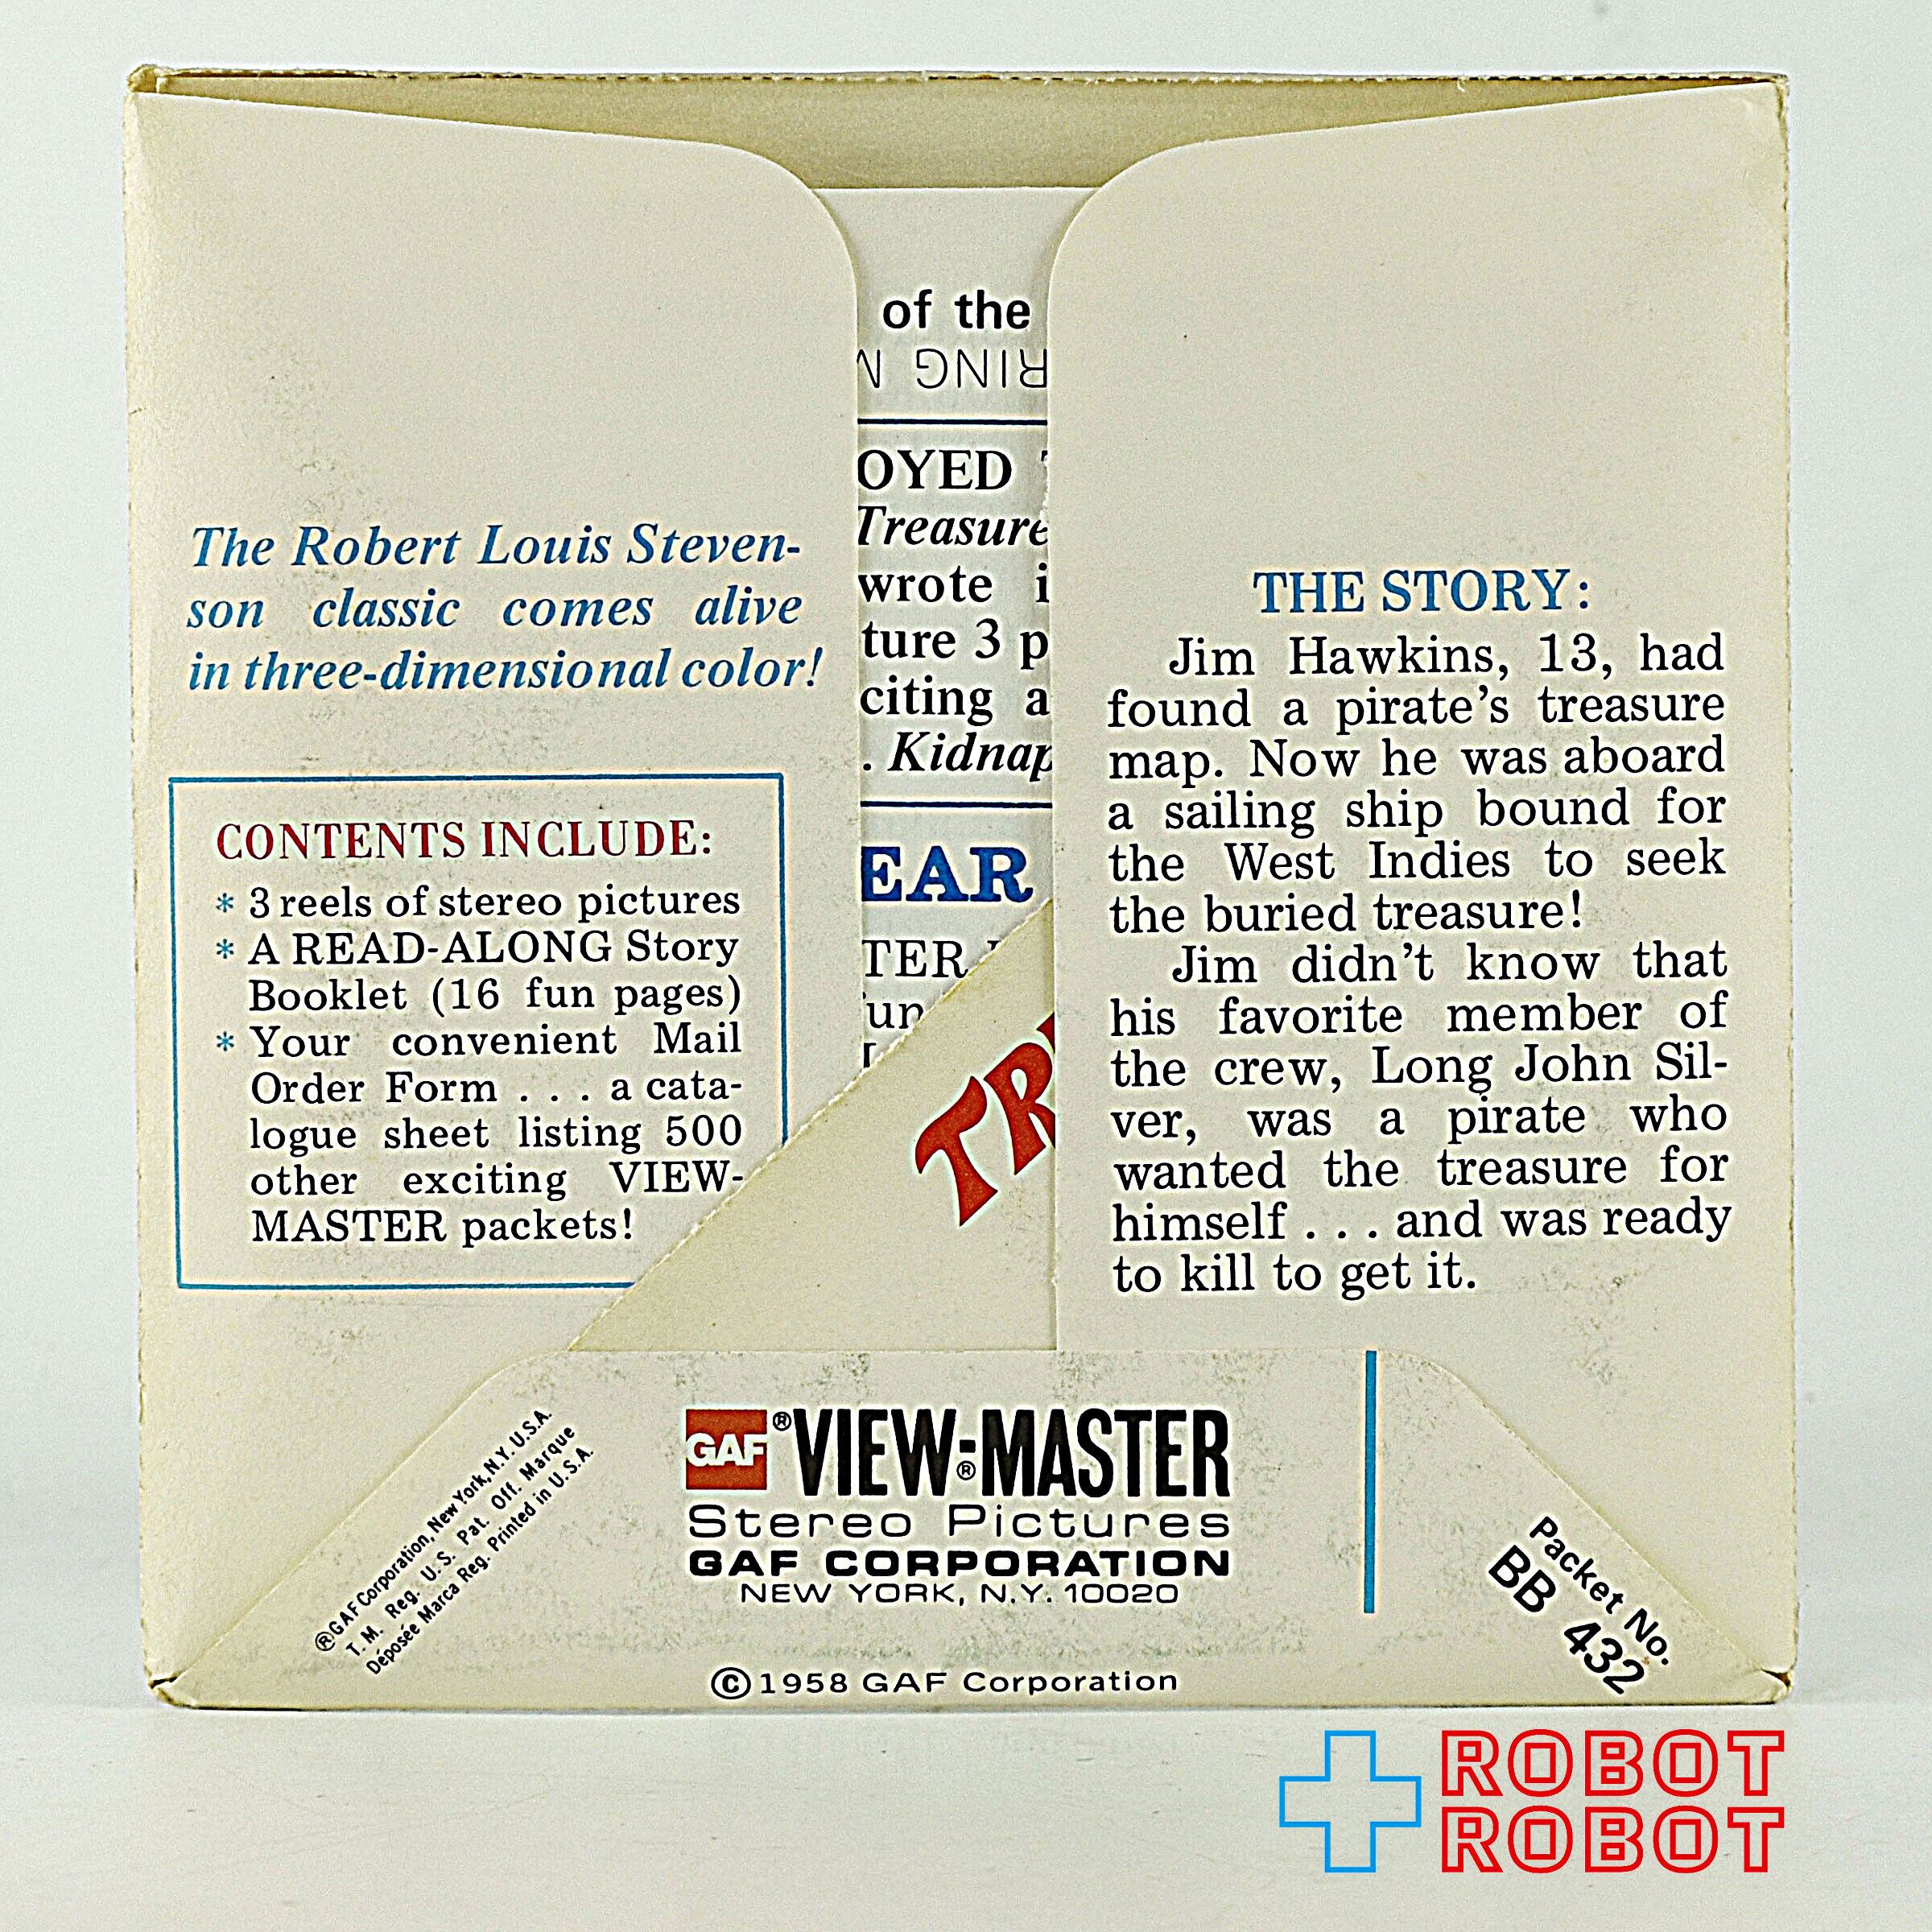 The Robert Louis Steven-
son classic comes alive
in three-dimensional color!
CONTENTS INCLUDE:
* 3 reels of stereo pictures
* A READ-ALONG Story
Booklet (16 fun pages)
* Your convenient Mail
Order Form . . . a cata-
logue sheet listing 500
other exciting VIEW-
MASTER packets!
of the
RING
OYED
Treasure
wrote
ture 3 p
citing a
. Kidnap
EAR
TER
un
TR
THE STORY:
Jim Hawkins, 13, had
found a pirate's treasure
map. Now he was aboard
a sailing ship bound for
the West Indies to seek
the buried treasure!
Jim didn't know that
his favorite member of
the crew, Long John Sil-
ver, was a pirate who
wanted the treasure for
himself . . . and was ready
to kill to get it.
®GAF Corporation, New York, N.Y. U.S.A.
T. M. Reg. U. S. Pat. Off. Marque
Déposée Marca Reg. Printed in U.S.A.
GAF ® VIEW-MASTER ®
Stereo Pictures
GAF CORPORATION
NEW YORK, N.Y. 10020
©1958 GAF Corporation
Packet No.
BB 432
ROBOT
ROBOT